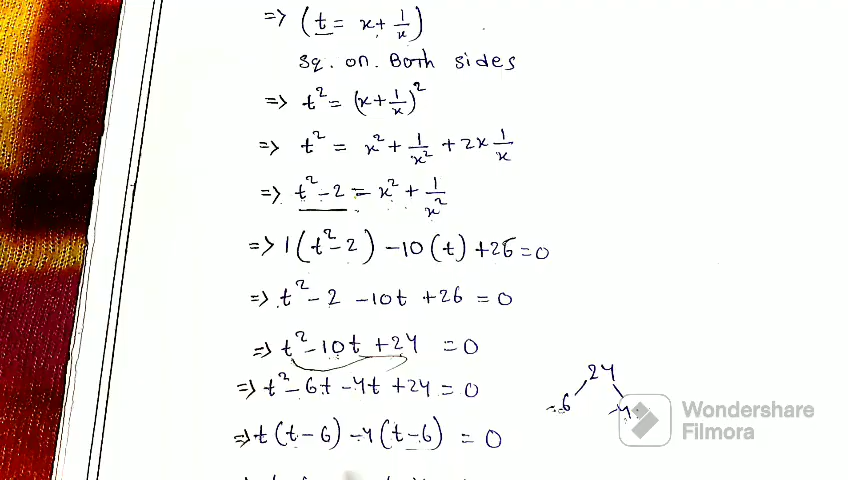 => (t = x + 1/x)
Sq. on. Both sides
=> t² = (x + 1/x)²
=> t² = x² + 1/x² + 2x 1/x
=> t² - 2 = x² + 1/x²
=> 1(t² - 2) - 10(t) + 26 = 0
=> t² - 2 - 10t + 26 = 0
=> t² - 10t + 24 = 0
=> t² - 6t - 4t + 24 = 0
=> t(t - 6) - 4(t - 6) = 0
24
-6 -4
Wondershare
Filmora